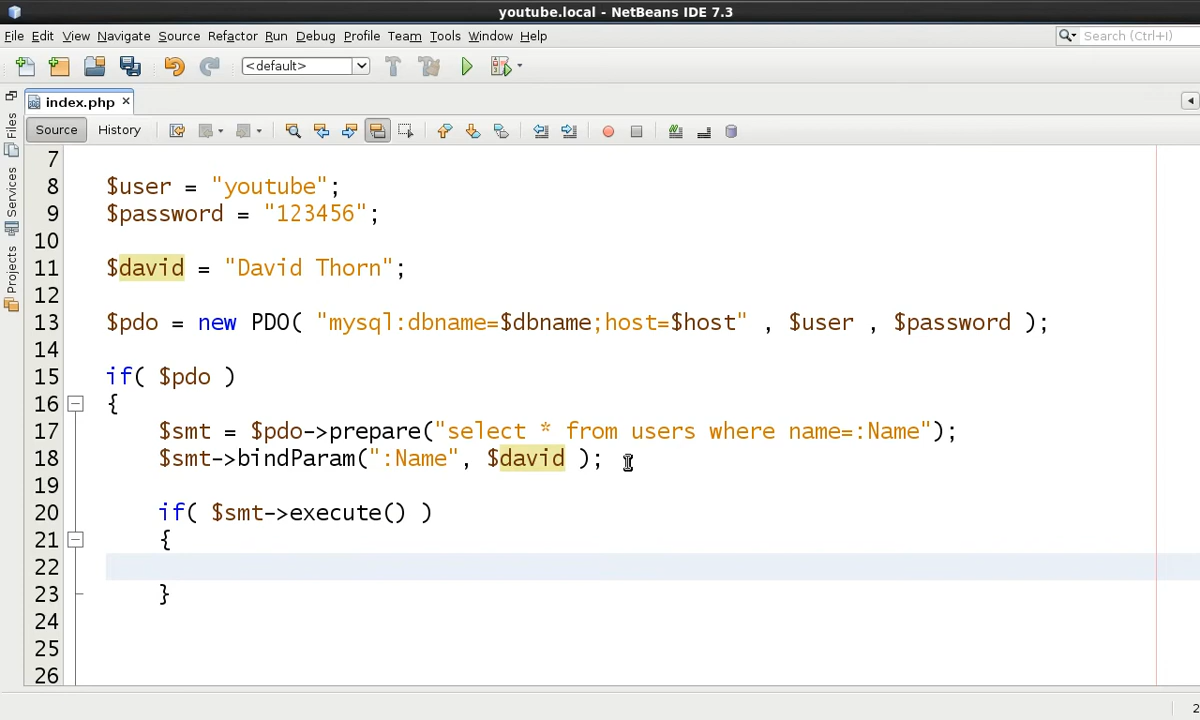 youtube.local - NetBeans IDE 7.3
File Edit View Navigate Source Refactor Run Debug Profile Team Tools Window Help
Search (Ctrl+I)
<default>
index.php
Source History
Files
Services
Projects
7
8 $user = "youtube";
9 $password = "123456";
10
11 $david = "David Thorn";
12
13 $pdo = new PDO( "mysql:dbname=$dbname;host=$host" , $user , $password );
14
15 if( $pdo )
16 {
17 $smt = $pdo->prepare("select * from users where name=:Name");
18 $smt->bindParam(":Name", $david );
19
20 if( $smt->execute() )
21 {
22
23 }
24
25
26
2